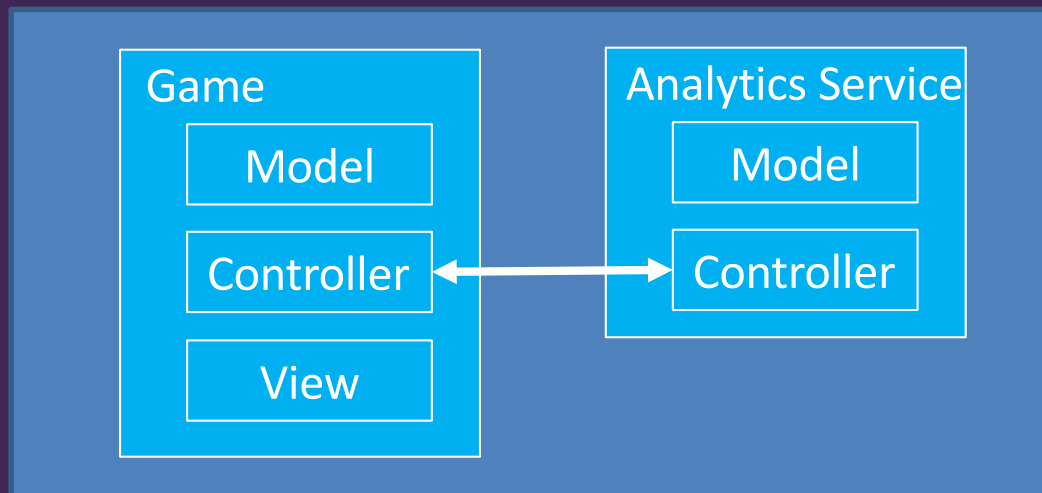 Game
Model
Controller
View
Analytics Service
Model
Controller